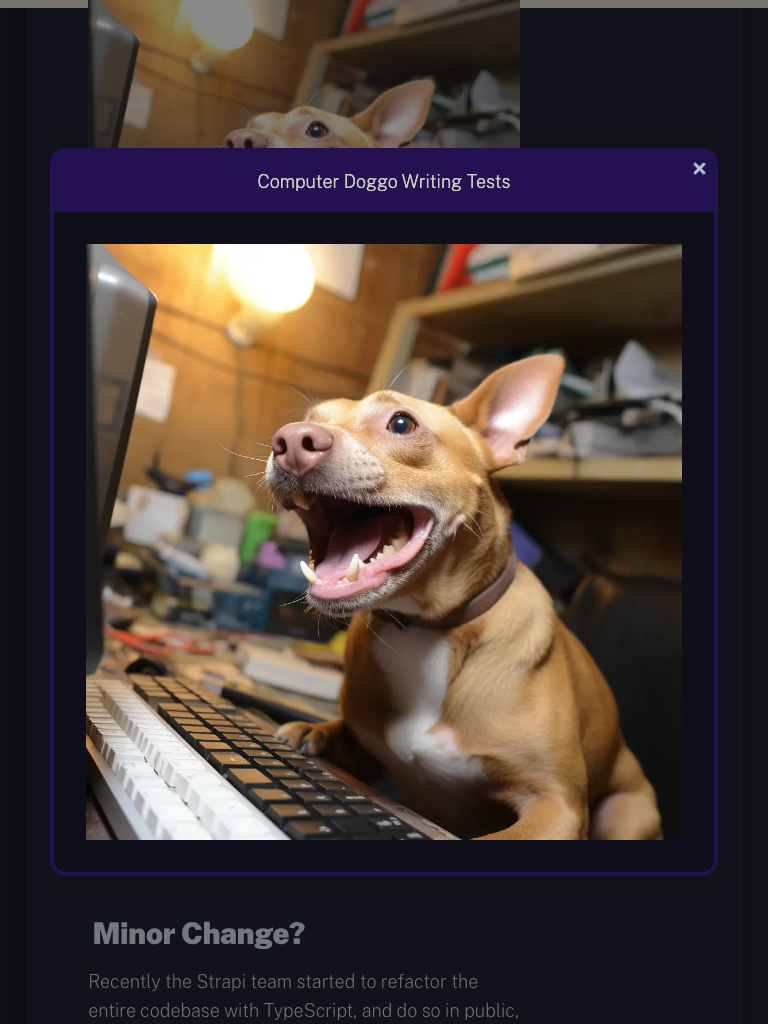 Computer Doggo Writing Tests
Minor Change?
Recently the Strapi team started to refactor the
entire codebase with TypeScript, and do so in public,